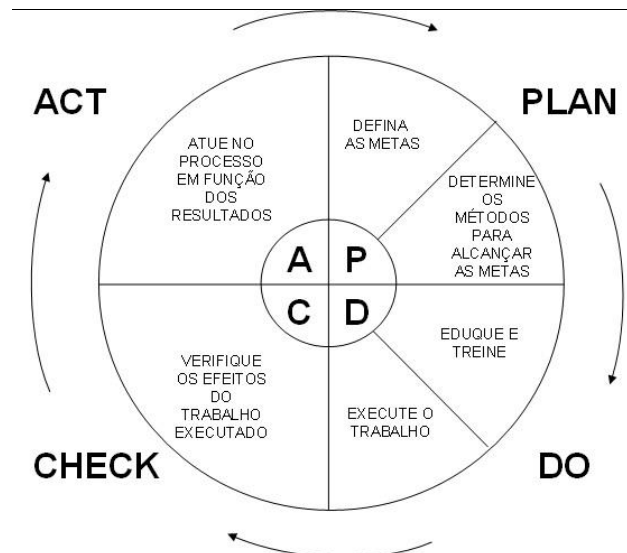 ACT
PLAN
DEFINA
AS METAS
ATUE NO
PROCESSO
EM FUNÇÃO
DOS
RESULTADOS
DETERMINE
OS
MÉTODOS
PARA
ALCANÇAR
AS METAS
A P
C D
EDUQUE E
TREINE
VERIFIQUE
OS EFEITOS
DO
TRABALHO
EXECUTADO
EXECUTE O
TRABALHO
CHECK
DO